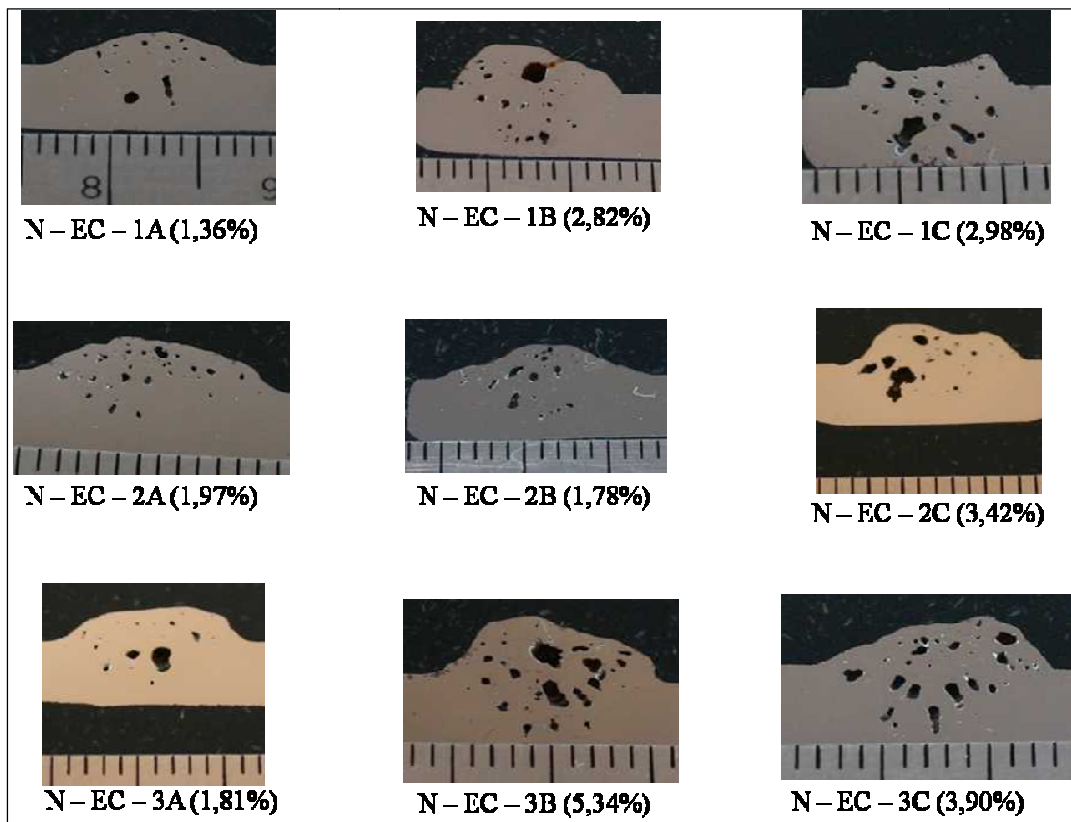 8 9
N – EC – 1A (1,36%)
N – EC – 1B (2,82%)
N – EC – 1C (2,98%)
N – EC – 2A (1,97%)
N – EC – 2B (1,78%)
N – EC – 2C (3,42%)
N – EC – 3A (1,81%)
N – EC – 3B (5,34%)
N – EC – 3C (3,90%)